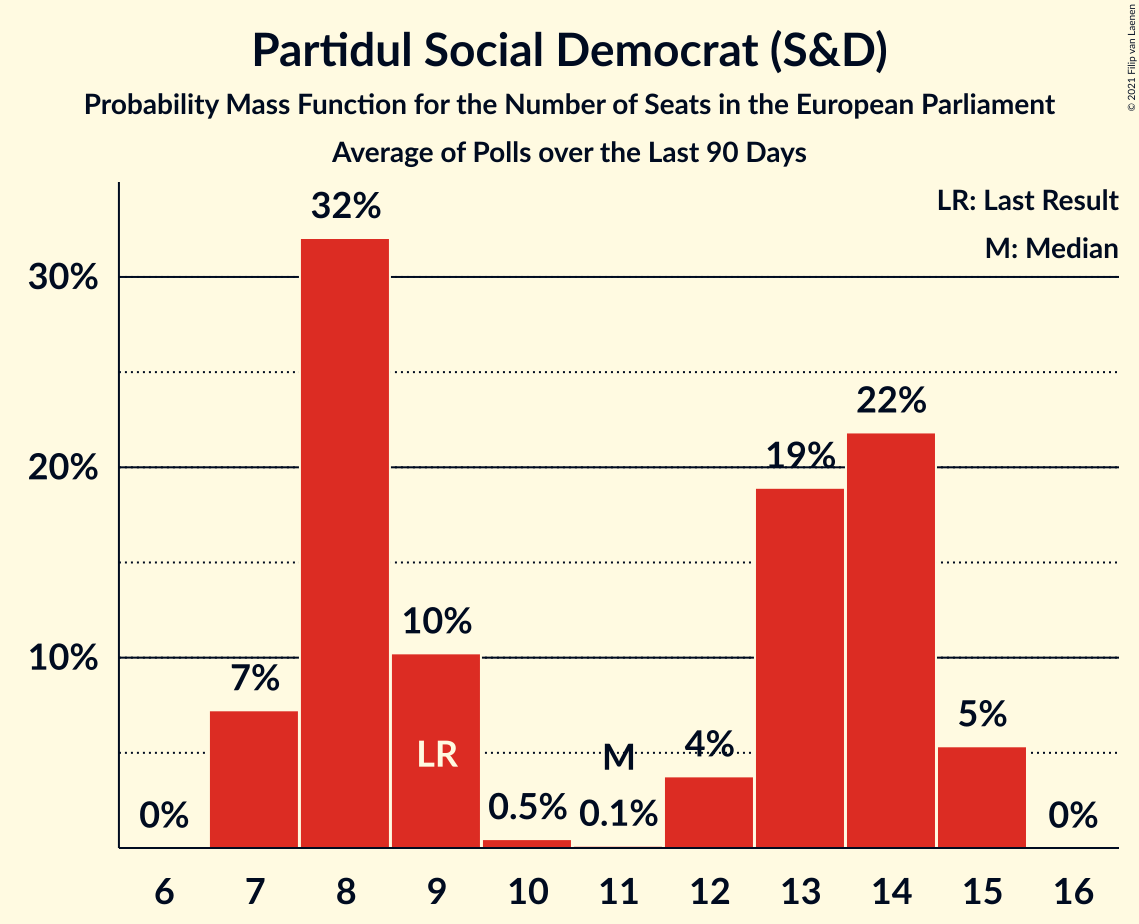 Partidul Social Democrat (S&D)
Probability Mass Function for the Number of Seats in the European Parliament
Average of Polls over the Last 90 Days
© 2021 Filip van Laenen
LR: Last Result
M: Median
30%
20%
10%
0%
7%
32%
10%
LR
0.5%
M
0.1%
4%
19%
22%
5%
0%
6 7 8 9 10 11 12 13 14 15 16